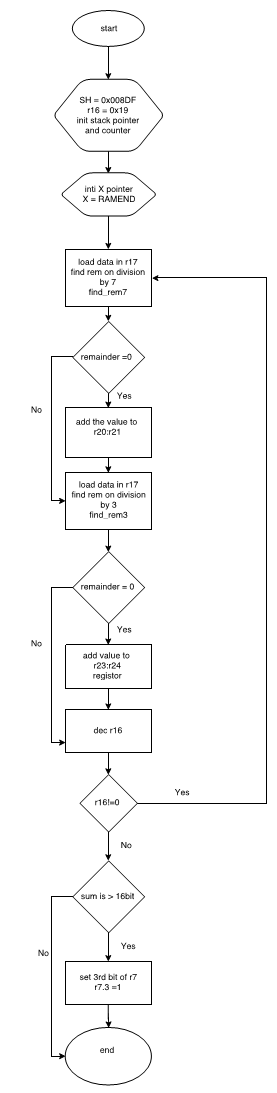 start
SH = 0x008DF
r16 = 0x19
init stack pointer
and counter
inti X pointer
X = RAMEND
load data in r17
find rem on division
by 7
find_rem7
remainder =0
No
Yes
add the value to
r20:r21
load data in r17
find rem on division
by 3
find_rem3
remainder = 0
No
Yes
add value to
r23:r24
registor
dec r16
r16!=0
Yes
No
sum is > 16bit
No
Yes
set 3rd bit of r7
r7.3 =1
end